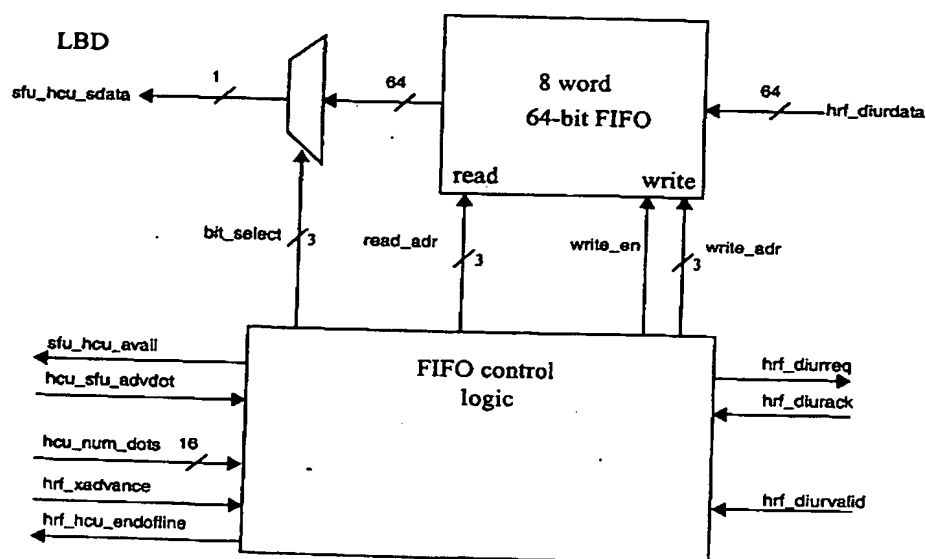 LBD
1
sfu_hcu_sdata
64
8 word
64-bit FIFO
64
hrf_diurdata
read
write
bit_select
3
read_adr
3
write_en
write_adr
3
sfu_hcu_avail
hcu_sfu_advdot
FIFO control
logic
hrf_diurreq
hrf_diurack
hcu_num_dots
16
hrf_xadvance
hrf_hcu_endofline
hrf_diurvalid